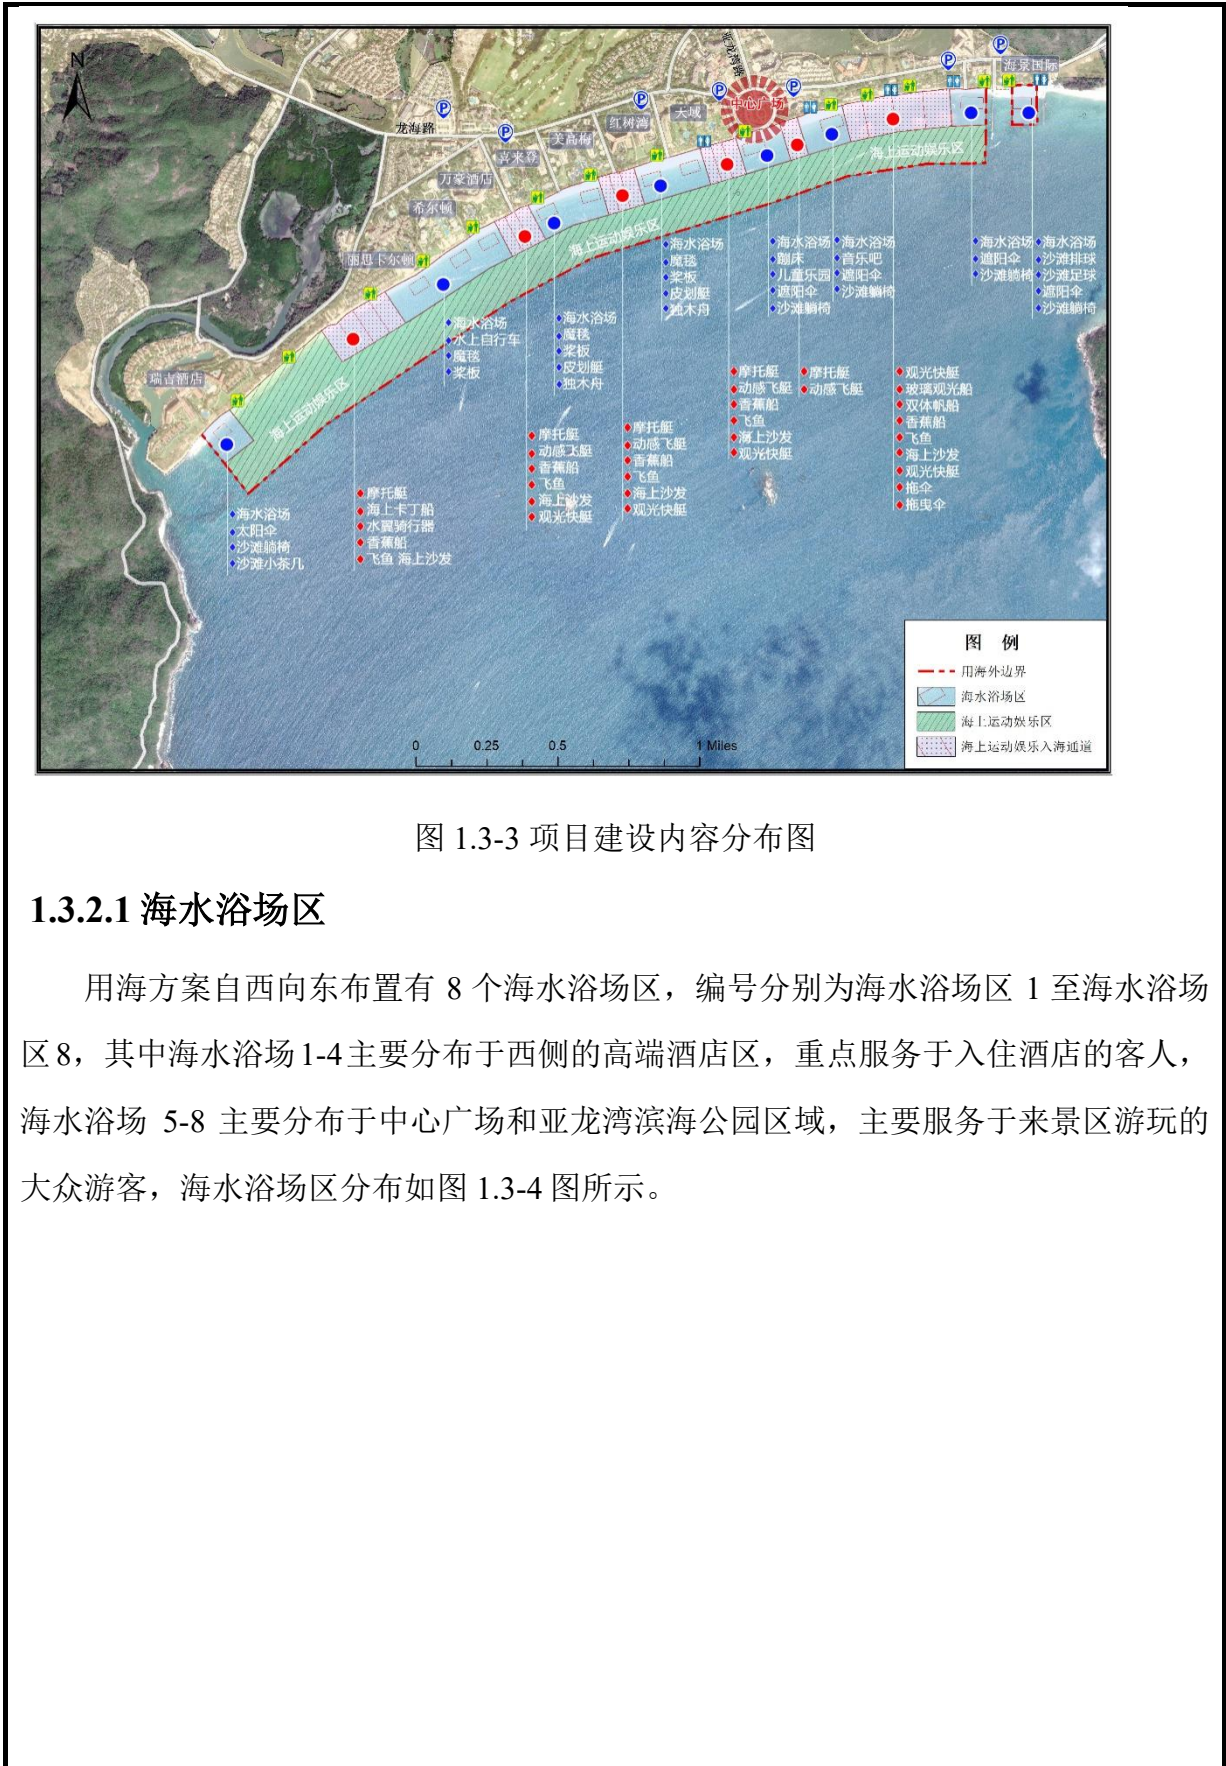 N
亚龙湾路
海景国际
中心广场
天域
红树湾
美高梅
喜来登
龙海路
万豪酒店
希尔顿
丽思卡尔顿
瑞吉酒店
海上运动娱乐区
海上运动娱乐区
海上运动娱乐区
海水浴场
太阳伞
沙滩躺椅
沙滩小茶几
摩托艇
海上卡丁船
水翼骑行器
香蕉船
飞鱼 海上沙发
海水浴场
水上自行车
魔毯
桨板
摩托艇
动感飞艇
香蕉船
飞鱼
海上沙发
观光快艇
海水浴场
魔毯
桨板
皮划艇
独木舟
摩托艇
动感飞艇
香蕉船
飞鱼
海上沙发
观光快艇
海水浴场
魔毯
桨板
皮划艇
独木舟
摩托艇
动感飞艇
香蕉船
飞鱼
海上沙发
观光快艇
海水浴场
蹦床
儿童乐园
遮阳伞
沙滩躺椅
摩托艇
动感飞艇
海水浴场
音乐吧
遮阳伞
沙滩躺椅
观光快艇
玻璃观光船
双体帆船
香蕉船
飞鱼
海上沙发
观光快艇
拖伞
拖曳伞
海水浴场
遮阳伞
沙滩躺椅
海水浴场
沙滩排球
沙滩足球
遮阳伞
沙滩躺椅
图 例
用海外边界
海水浴场区
海上运动娱乐区
海上运动娱乐入海通道
0 0.25 0.5 1 Miles
图 1.3-3 项目建设内容分布图
1.3.2.1 海水浴场区
用海方案自西向东布置有 8 个海水浴场区，编号分别为海水浴场区 1 至海水浴场
区 8，其中海水浴场 1-4 主要分布于西侧的高端酒店区，重点服务于入住酒店的客人，
海水浴场 5-8 主要分布于中心广场和亚龙湾滨海公园区域，主要服务于来景区游玩的
大众游客，海水浴场区分布如图 1.3-4 图所示。